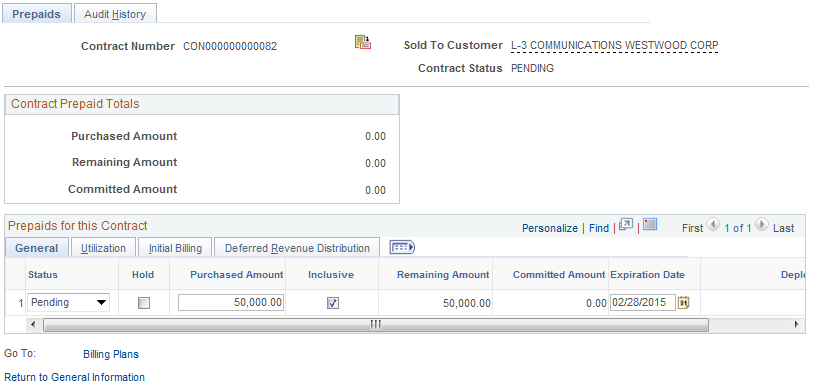 Prepaids Audit History
Contract Number CON000000000082 Sold To Customer L-3 COMMUNICATIONS WESTWOOD CORP
Contract Status PENDING
Contract Prepaid Totals
Purchased Amount 0.00
Remaining Amount 0.00
Committed Amount 0.00
Prepaids for this Contract Personalize | Find | | First 1 of 1 Last
General Utilization Initial Billing Deferred Revenue Distribution
Status Hold Purchased Amount Inclusive Remaining Amount Committed Amount Expiration Date Deplo
1 Pending 50,000.00 50,000.00 0.00 02/28/2015
Go To: Billing Plans
Return to General Information